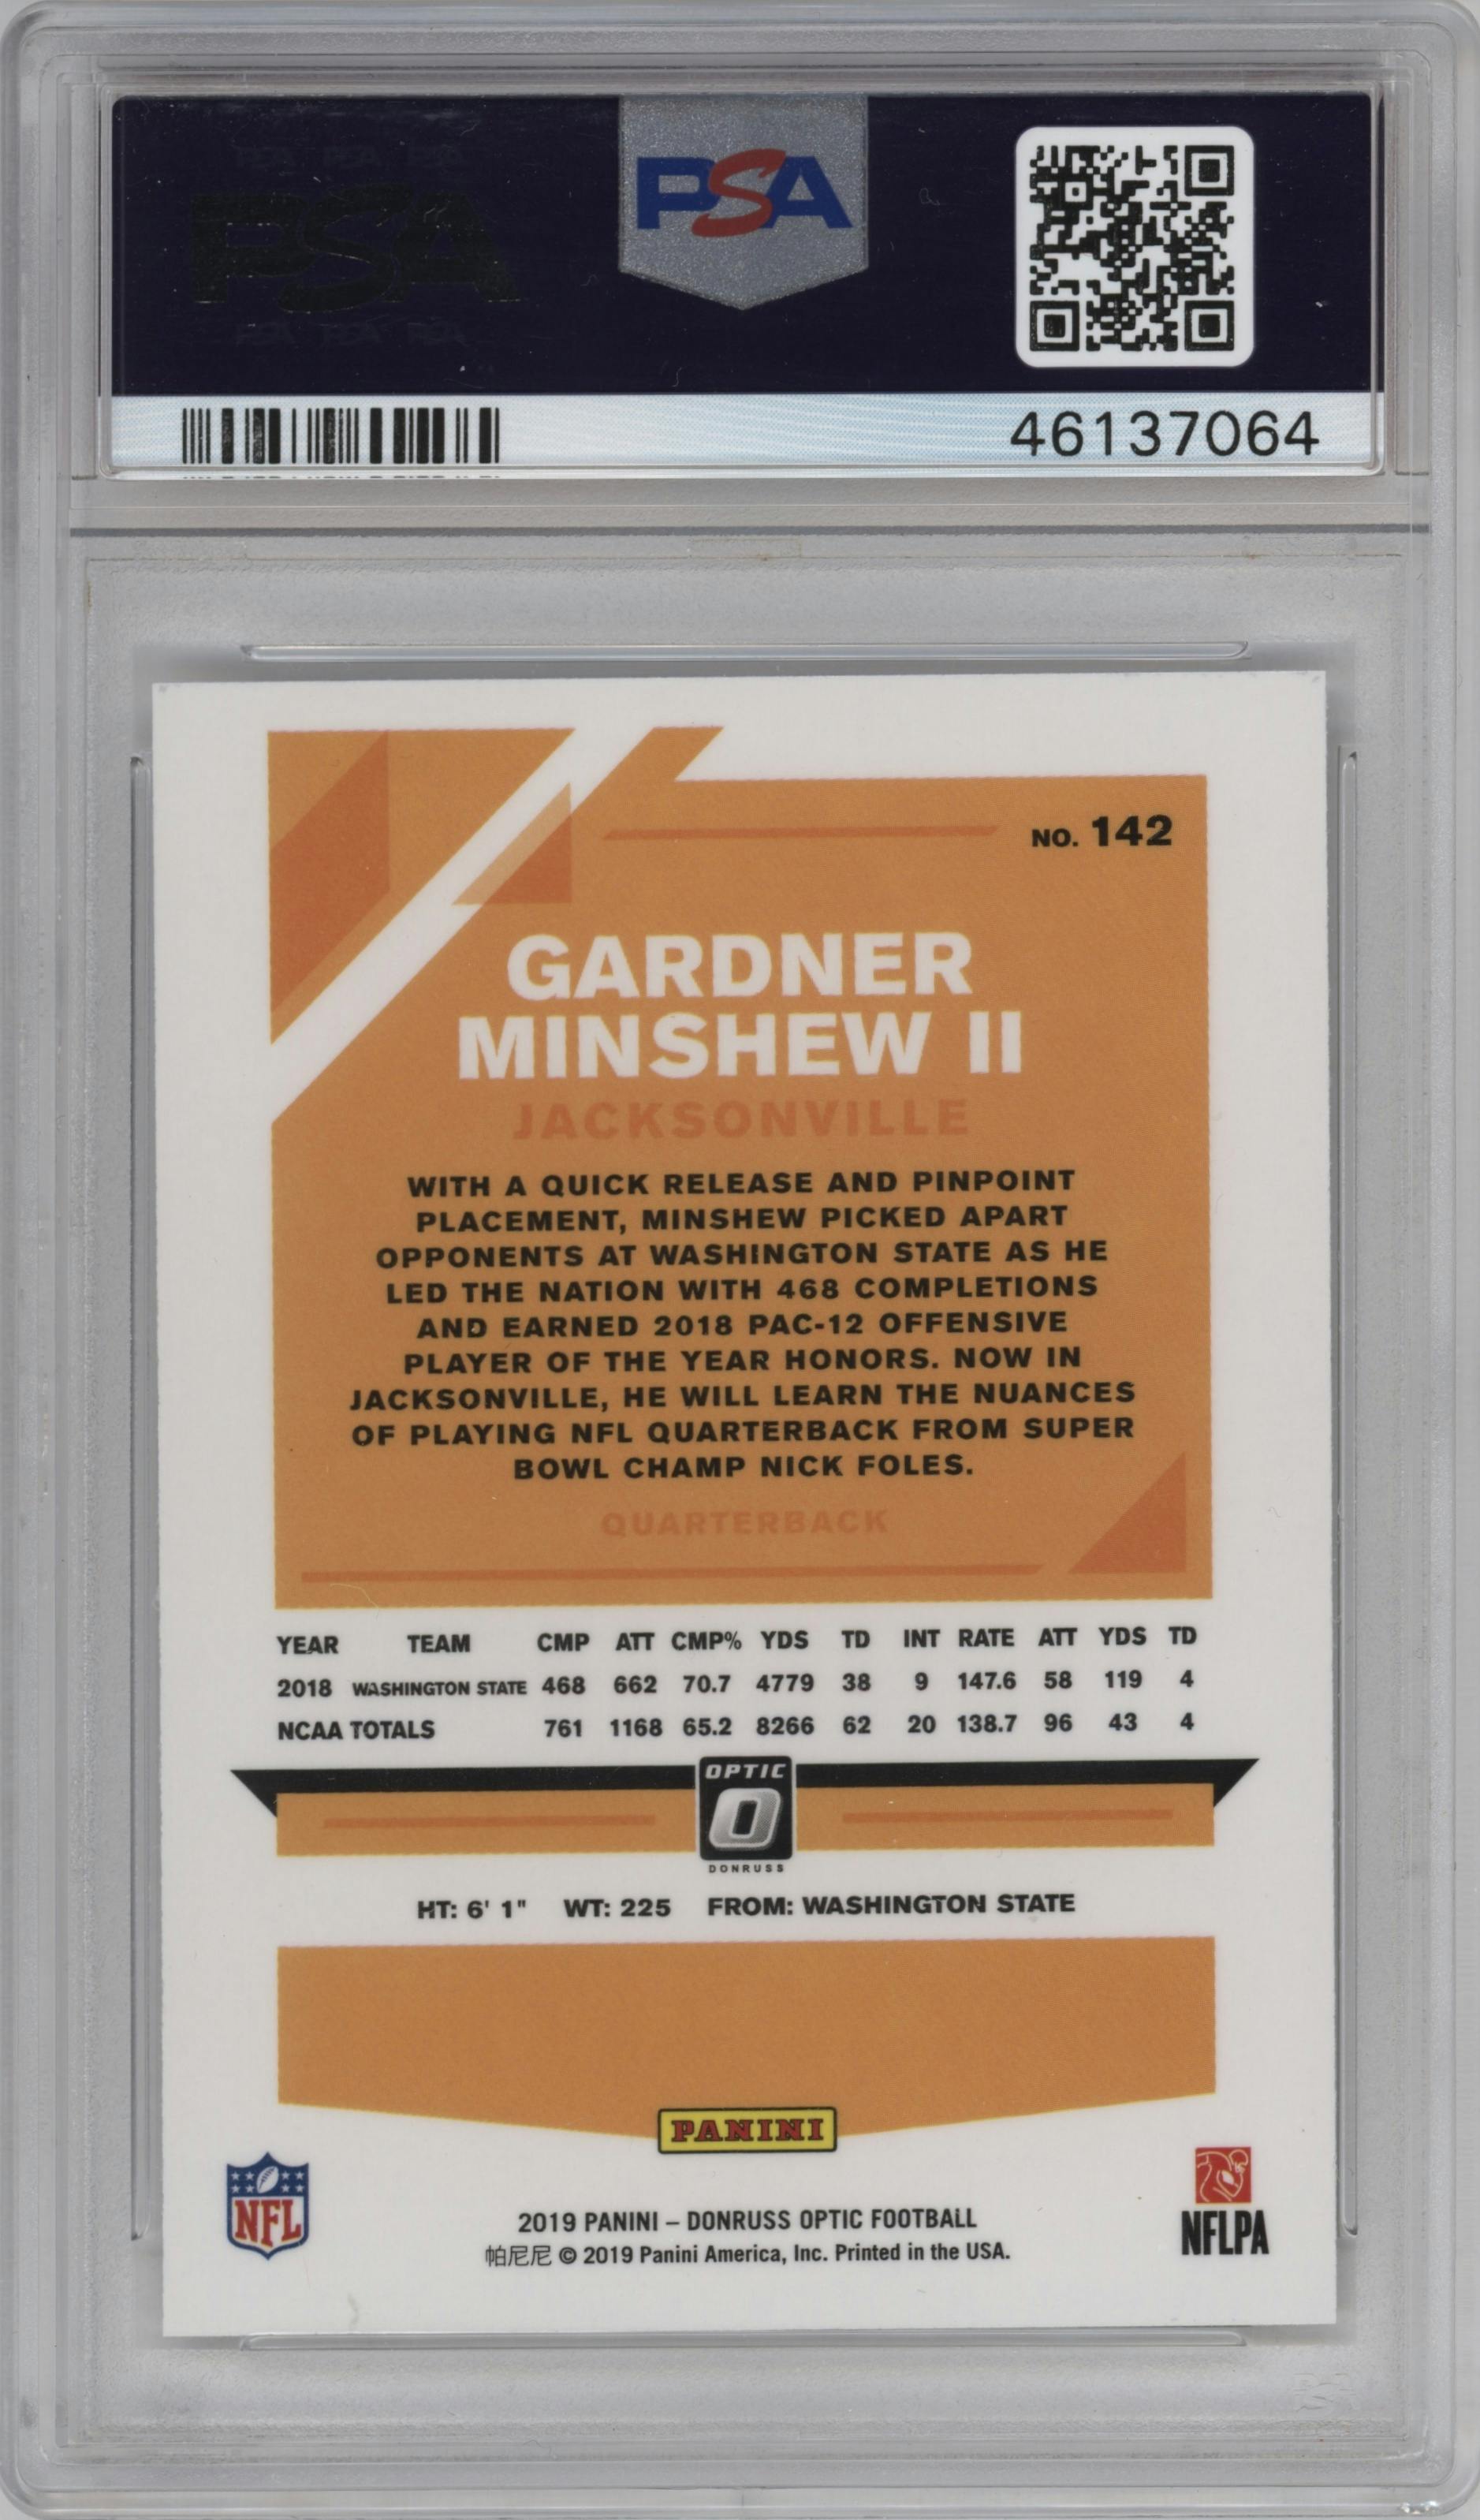 PSA
PSA
46137064
NO. 142
GARDNER
MINSHEW II
JACKSONVILLE
WITH A QUICK RELEASE AND PINPOINT
PLACEMENT, MINSHEW PICKED APART
OPPONENTS AT WASHINGTON STATE AS HE
LED THE NATION WITH 468 COMPLETIONS
AND EARNED 2018 PAC-12 OFFENSIVE
PLAYER OF THE YEAR HONORS. NOW IN
JACKSONVILLE, HE WILL LEARN THE NUANCES
OF PLAYING NFL QUARTERBACK FROM SUPER
BOWL CHAMP NICK FOLES.
QUARTERBACK
YEAR TEAM CMP ATT CMP% YDS TD INT RATE ATT YDS TD
2018 WASHINGTON STATE 468 662 70.7 4779 38 9 147.6 58 119 4
NCAA TOTALS 761 1168 65.2 8266 62 20 138.7 96 43 4
OPTIC
O
DONRUSS
HT: 6' 1" WT: 225 FROM: WASHINGTON STATE
PANINI
NFL
NFLPA
2019 PANINI – DONRUSS OPTIC FOOTBALL
帕尼尼 © 2019 Panini America, Inc. Printed in the USA.